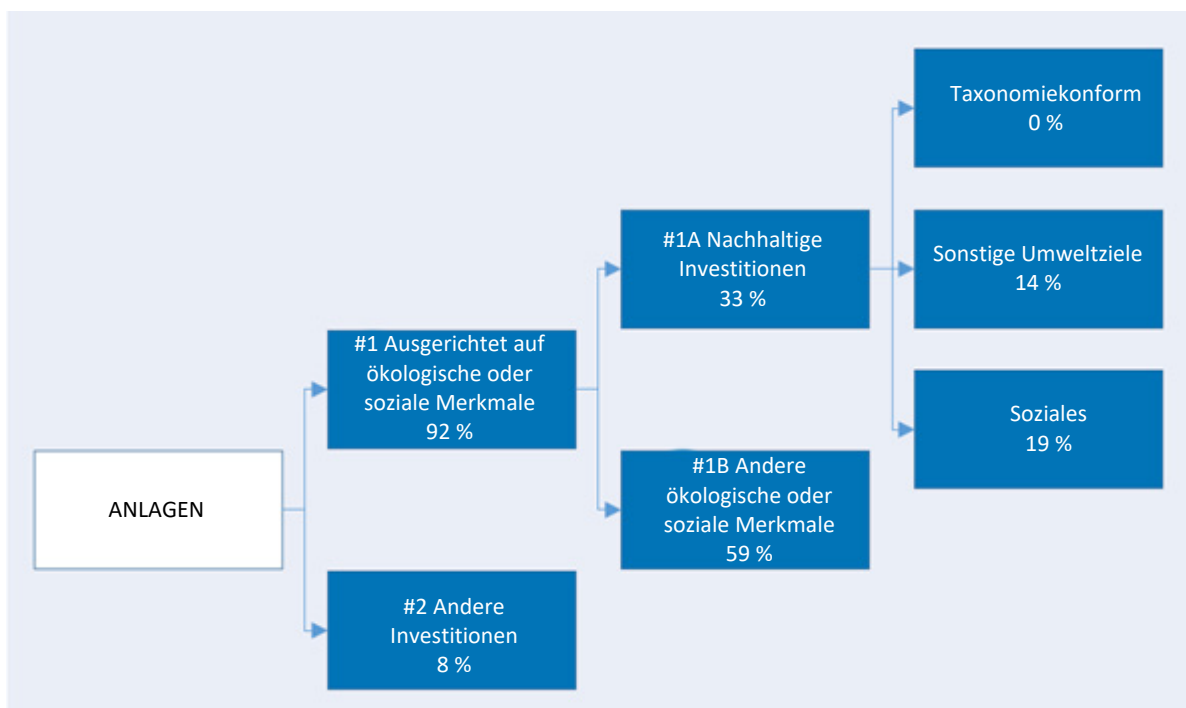 ANLAGEN
#1 Ausgerichtet auf
ökologische oder
soziale Merkmale
92 %
#2 Andere
Investitionen
8 %
#1A Nachhaltige
Investitionen
33 %
#1B Andere
ökologische oder
soziale Merkmale
59 %
Taxonomiekonform
0 %
Sonstige Umweltziele
14 %
Soziales
19 %